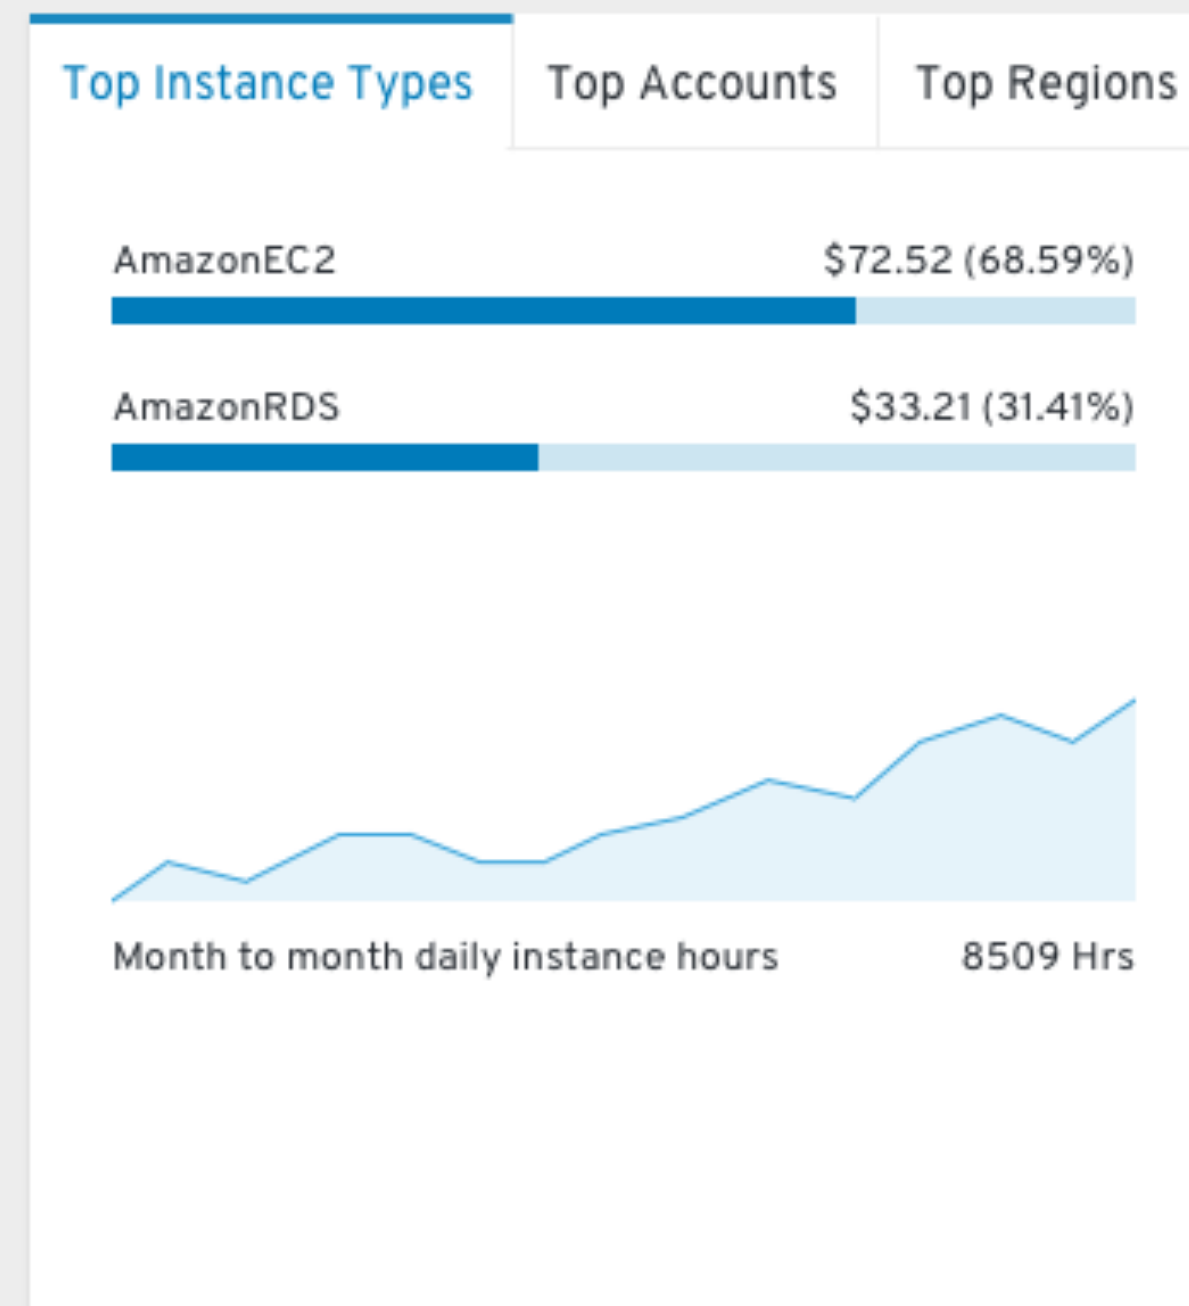 Top Instance Types Top Accounts Top Regions
AmazonEC2 $72.52 (68.59%)
AmazonRDS $33.21 (31.41%)
Month to month daily instance hours 8509 Hrs